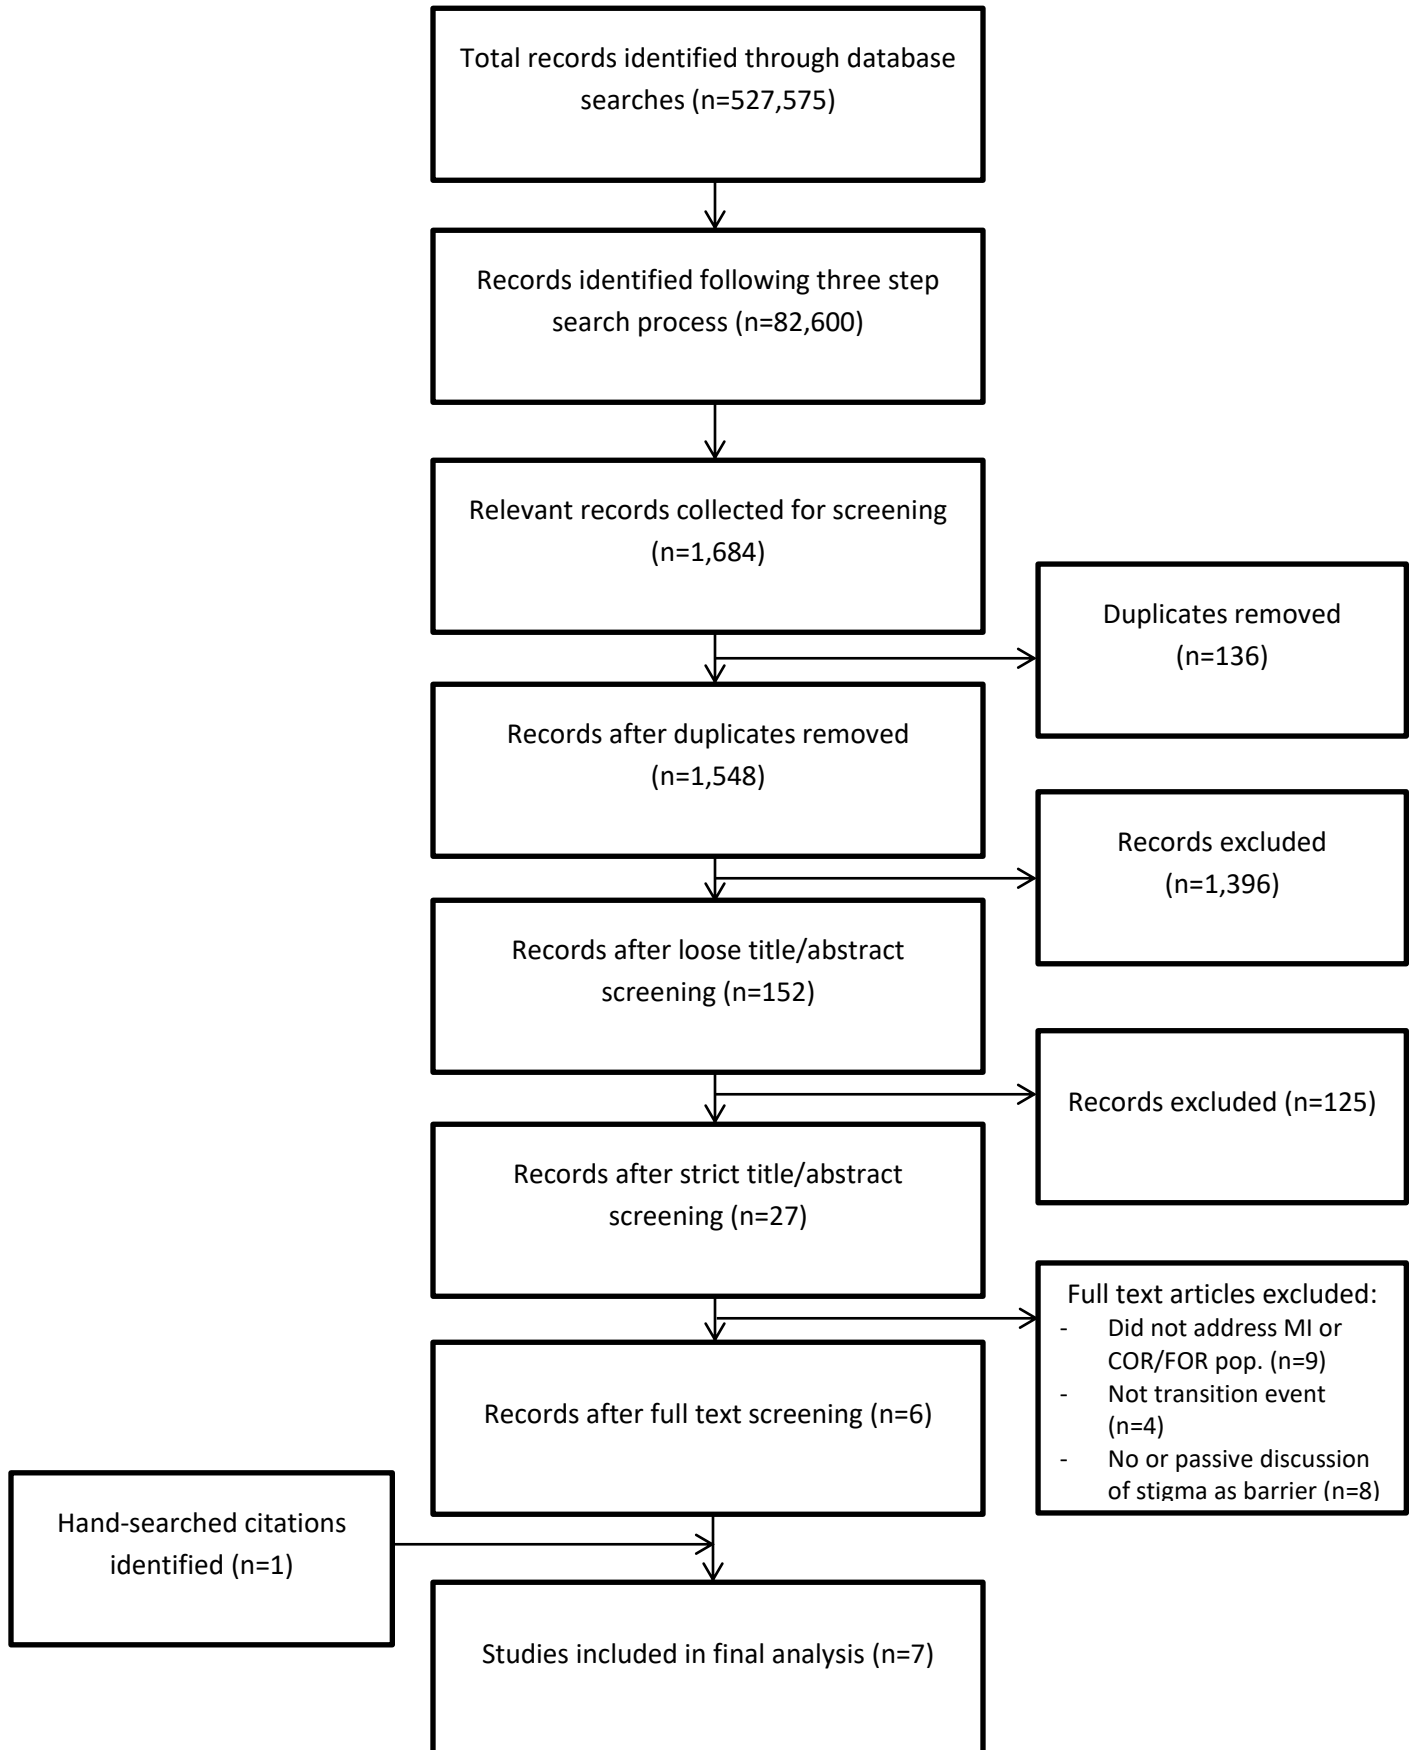 Total records identified through database
searches (n=527,575)
Records identified following three step
search process (n=82,600)
Relevant records collected for screening
(n=1,684)
Duplicates removed
(n=136)
Records after duplicates removed
(n=1,548)
Records excluded
(n=1,396)
Records after loose title/abstract
screening (n=152)
Records excluded (n=125)
Records after strict title/abstract
screening (n=27)
Full text articles excluded:
- Did not address MI or
COR/FOR pop. (n=9)
- Not transition event
(n=4)
- No or passive discussion
of stigma as barrier (n=8)
Records after full text screening (n=6)
Hand-searched citations
identified (n=1)
Studies included in final analysis (n=7)